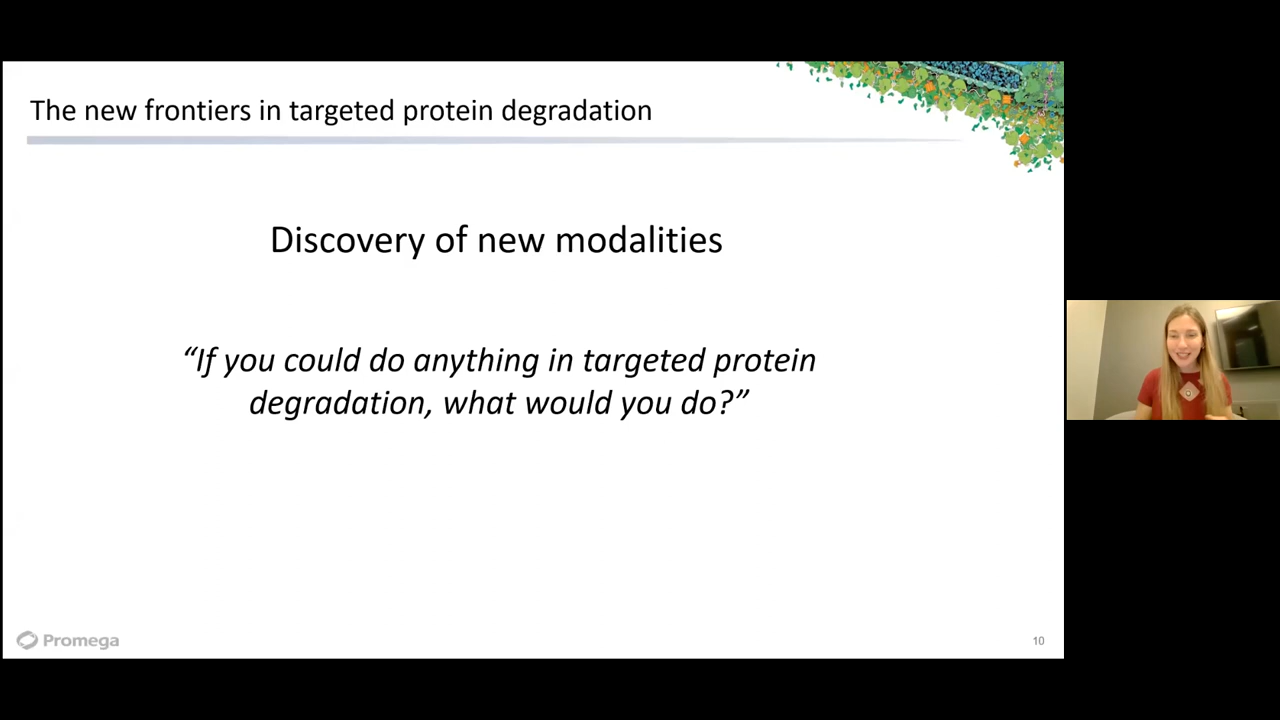 The new frontiers in targeted protein degradation
Discovery of new modalities
“If you could do anything in targeted protein
degradation, what would you do?”
Promega
10